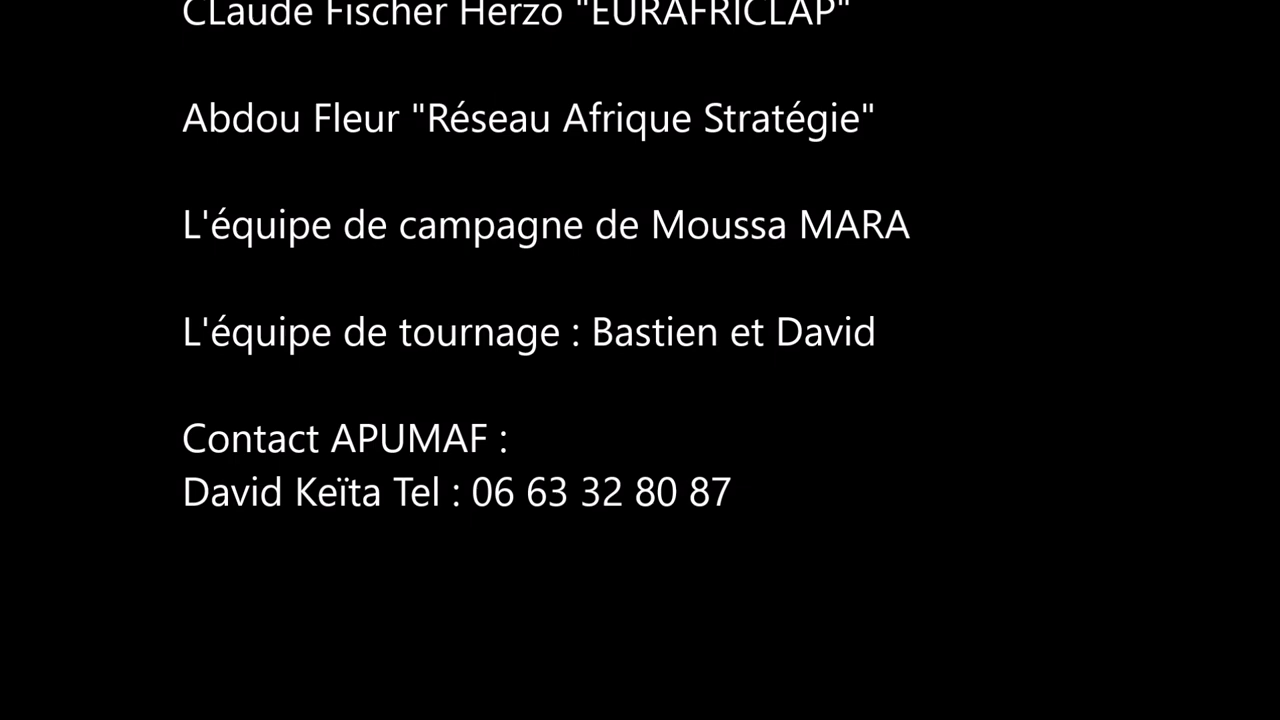 CLaude Fischer Herzo "EURAFRICLAP"
Abdou Fleur "Réseau Afrique Stratégie"
L'équipe de campagne de Moussa MARA
L'équipe de tournage : Bastien et David
Contact APUMAF :
David Keïta Tel : 06 63 32 80 87